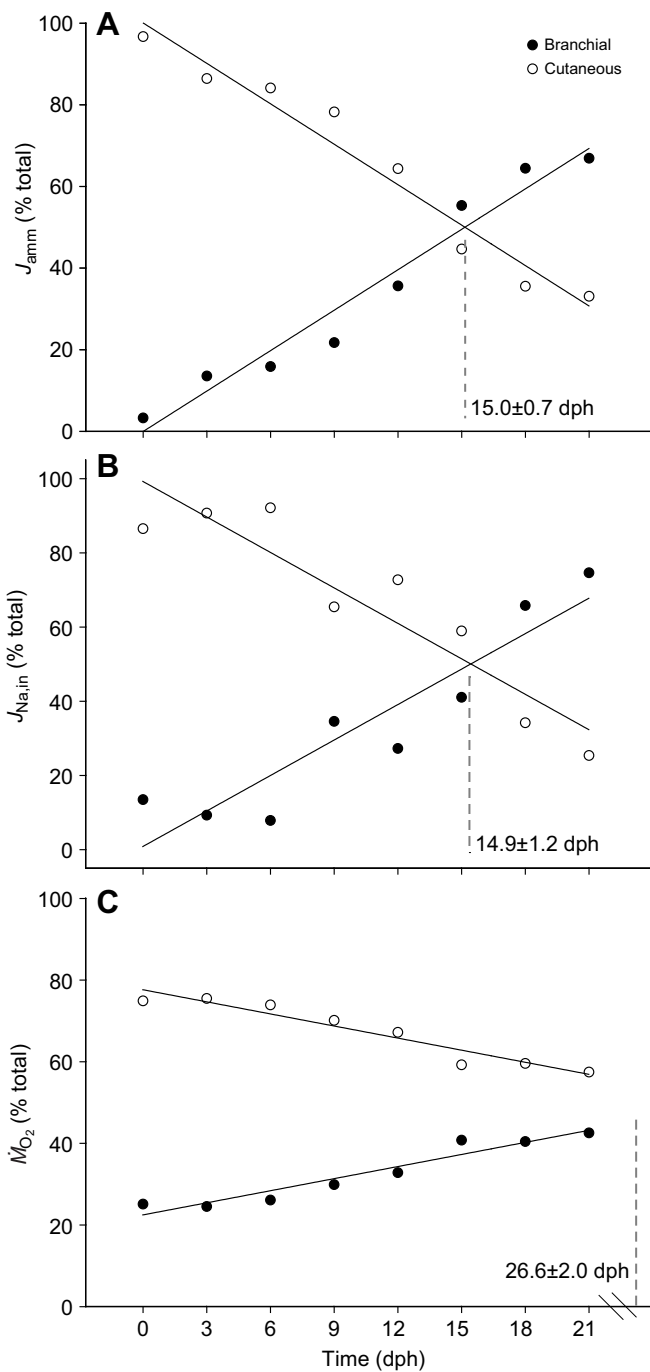 A
Branchial
Cutaneous
100
80
60
40
20
0
J_amm (% total)
15.0±0.7 dph
B
100
80
60
40
20
0
J_Na,in (% total)
14.9±1.2 dph
C
100
80
60
40
20
0
Ṁ_O₂ (% total)
26.6±2.0 dph
0 3 6 9 12 15 18 21
Time (dph)